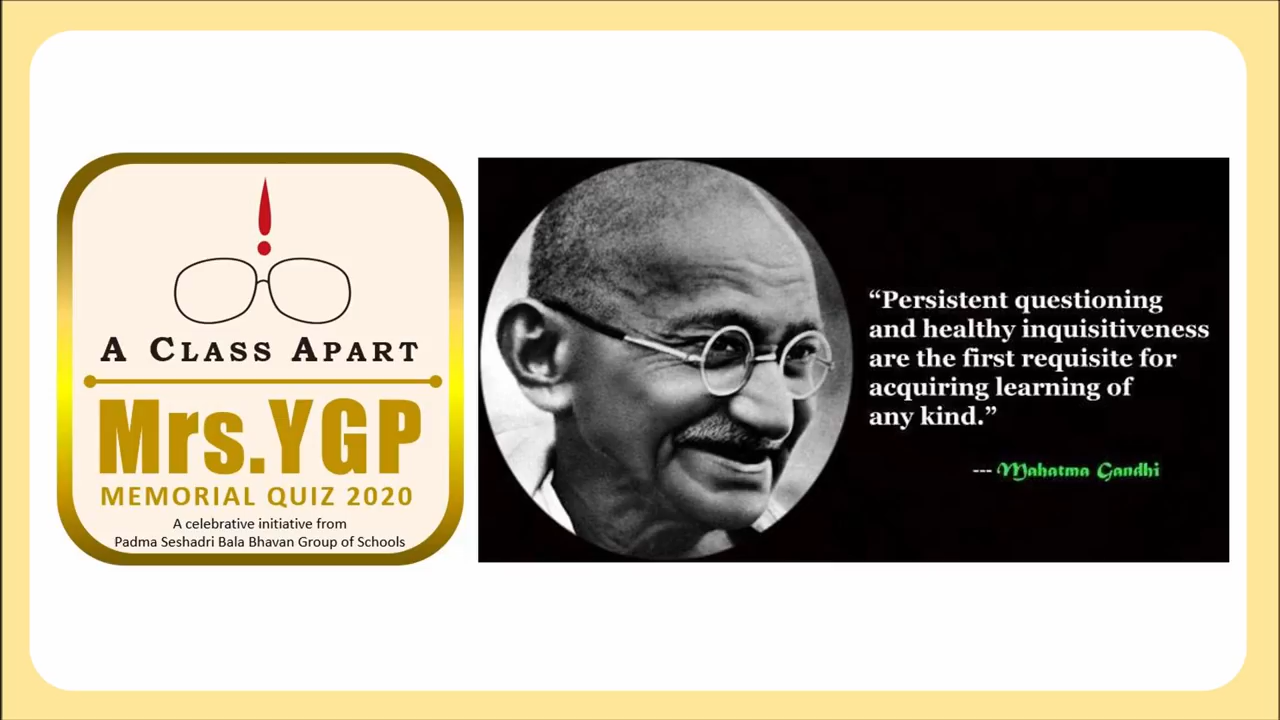 A CLASS APART
Mrs.YGP
MEMORIAL QUIZ 2020
A celebrative initiative from
Padma Seshadri Bala Bhavan Group of Schools
“Persistent questioning
and healthy inquisitiveness
are the first requisite for
acquiring learning of
any kind.”
--- Mahatma Gandhi